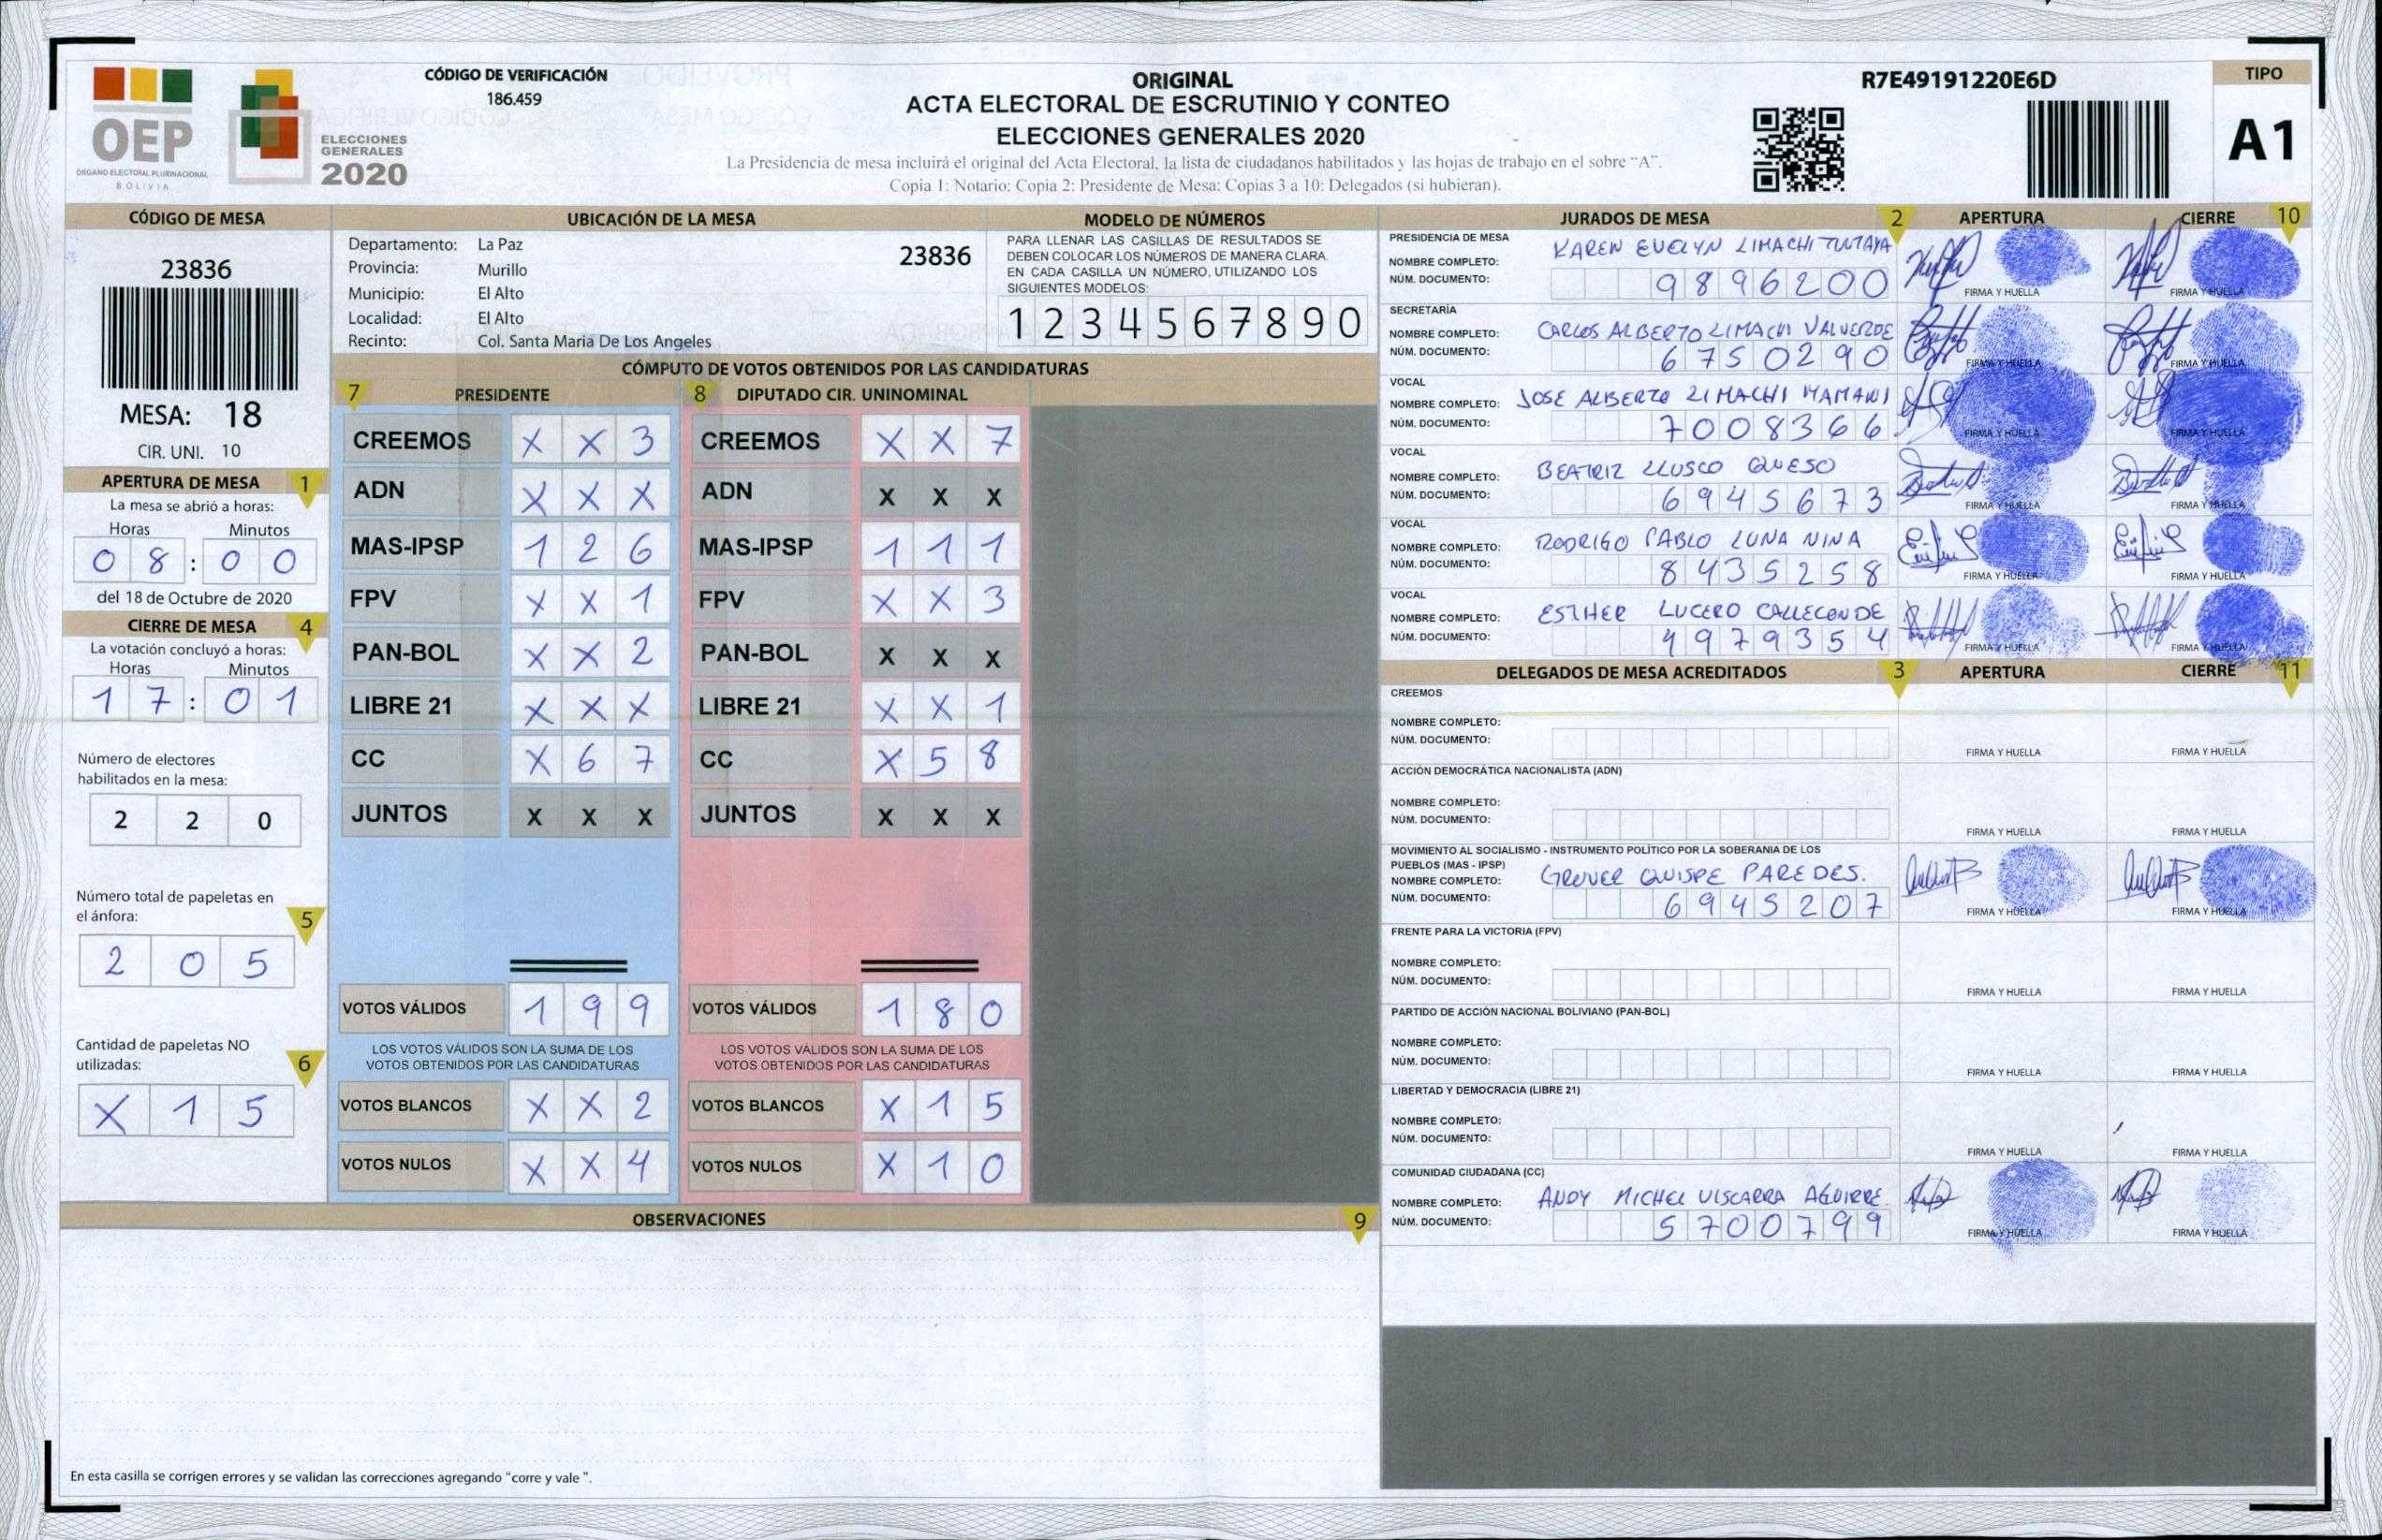 OEP
ÓRGANO ELECTORAL PLURINACIONAL
BOLIVIA
ELECCIONES
GENERALES
2020
CÓDIGO DE VERIFICACIÓN
186.459
ORIGINAL
ACTA ELECTORAL DE ESCRUTINIO Y CONTEO
ELECCIONES GENERALES 2020
La Presidencia de mesa incluirá el original del Acta Electoral, la lista de ciudadanos habilitados y las hojas de trabajo en el sobre "A".
Copia 1: Notario; Copia 2: Presidente de Mesa; Copias 3 a 10: Delegados (si hubieran).
R7E49191220E6D
TIPO
A1
CÓDIGO DE MESA
23836
MESA: 18
CIR. UNI. 10
APERTURA DE MESA 1
La mesa se abrió a horas:
Horas Minutos
0 8 : 0 0
del 18 de Octubre de 2020
CIERRE DE MESA 4
La votación concluyó a horas:
Horas Minutos
1 7 : 0 1
Número de electores
habilitados en la mesa:
2 2 0
Número total de papeletas en
el ánfora: 5
2 0 5
Cantidad de papeletas NO
utilizadas: 6
X 1 5
UBICACIÓN DE LA MESA
Departamento: La Paz 23836
Provincia: Murillo
Municipio: El Alto
Localidad: El Alto
Recinto: Col. Santa Maria De Los Angeles
MODELO DE NÚMEROS
PARA LLENAR LAS CASILLAS DE RESULTADOS SE
DEBEN COLOCAR LOS NÚMEROS DE MANERA CLARA.
EN CADA CASILLA UN NÚMERO, UTILIZANDO LOS
SIGUIENTES MODELOS:
1 2 3 4 5 6 7 8 9 0
CÓMPUTO DE VOTOS OBTENIDOS POR LAS CANDIDATURAS
7 PRESIDENTE 8 DIPUTADO CIR. UNINOMINAL
CREEMOS X X 3 CREEMOS X X 7
ADN X X X ADN X X X
MAS-IPSP 1 2 6 MAS-IPSP 1 1 1
FPV X X 1 FPV X X 3
PAN-BOL X X 2 PAN-BOL X X X
LIBRE 21 X X X LIBRE 21 X X 1
CC X 6 7 CC X 5 8
JUNTOS X X X JUNTOS X X X
VOTOS VÁLIDOS 1 9 9 VOTOS VÁLIDOS 1 8 0
LOS VOTOS VÁLIDOS SON LA SUMA DE LOS LOS VOTOS VÁLIDOS SON LA SUMA DE LOS
VOTOS OBTENIDOS POR LAS CANDIDATURAS VOTOS OBTENIDOS POR LAS CANDIDATURAS
VOTOS BLANCOS X X 2 VOTOS BLANCOS X 1 5
VOTOS NULOS X X 4 VOTOS NULOS X 1 0
OBSERVACIONES 9
En esta casilla se corrigen errores y se validan las correcciones agregando "corre y vale ".
JURADOS DE MESA 2 APERTURA CIERRE 10
PRESIDENCIA DE MESA
NOMBRE COMPLETO: KAREN EVELYN LIMACHI TINTAYA
NÚM. DOCUMENTO: 9896200
FIRMA Y HUELLA FIRMA Y HUELLA
SECRETARÍA
NOMBRE COMPLETO: CARLOS ALBERTO LIMACHI VALVERDE
NÚM. DOCUMENTO: 6750290
FIRMA Y HUELLA FIRMA Y HUELLA
VOCAL
NOMBRE COMPLETO: JOSE ALBERTO LIMACHI MAMANI
NÚM. DOCUMENTO: 7008366
FIRMA Y HUELLA FIRMA Y HUELLA
VOCAL
NOMBRE COMPLETO: BEATRIZ LLUSCO QUESO
NÚM. DOCUMENTO: 6945673
FIRMA Y HUELLA FIRMA Y HUELLA
VOCAL
NOMBRE COMPLETO: RODRIGO PABLO LUNA NINA
NÚM. DOCUMENTO: 8435258
FIRMA Y HUELLA FIRMA Y HUELLA
VOCAL
NOMBRE COMPLETO: ESTHER LUCERO CALLECONDE
NÚM. DOCUMENTO: 4979354
FIRMA Y HUELLA FIRMA Y HUELLA
DELEGADOS DE MESA ACREDITADOS 3 APERTURA CIERRE 11
CREEMOS
NOMBRE COMPLETO:
NÚM. DOCUMENTO:
FIRMA Y HUELLA FIRMA Y HUELLA
ACCIÓN DEMOCRÁTICA NACIONALISTA (ADN)
NOMBRE COMPLETO:
NÚM. DOCUMENTO:
FIRMA Y HUELLA FIRMA Y HUELLA
MOVIMIENTO AL SOCIALISMO - INSTRUMENTO POLÍTICO POR LA SOBERANIA DE LOS
PUEBLOS (MAS - IPSP)
NOMBRE COMPLETO: GROVER QUISPE PAREDES.
NÚM. DOCUMENTO: 6945207
FIRMA Y HUELLA FIRMA Y HUELLA
FRENTE PARA LA VICTORIA (FPV)
NOMBRE COMPLETO:
NÚM. DOCUMENTO:
FIRMA Y HUELLA FIRMA Y HUELLA
PARTIDO DE ACCIÓN NACIONAL BOLIVIANO (PAN-BOL)
NOMBRE COMPLETO:
NÚM. DOCUMENTO:
FIRMA Y HUELLA FIRMA Y HUELLA
LIBERTAD Y DEMOCRACIA (LIBRE 21)
NOMBRE COMPLETO:
NÚM. DOCUMENTO:
FIRMA Y HUELLA FIRMA Y HUELLA
COMUNIDAD CIUDADANA (CC)
NOMBRE COMPLETO: ANDY MICHEL VISCARRA AGUIRRE.
NÚM. DOCUMENTO: 5700799
FIRMA Y HUELLA FIRMA Y HUELLA